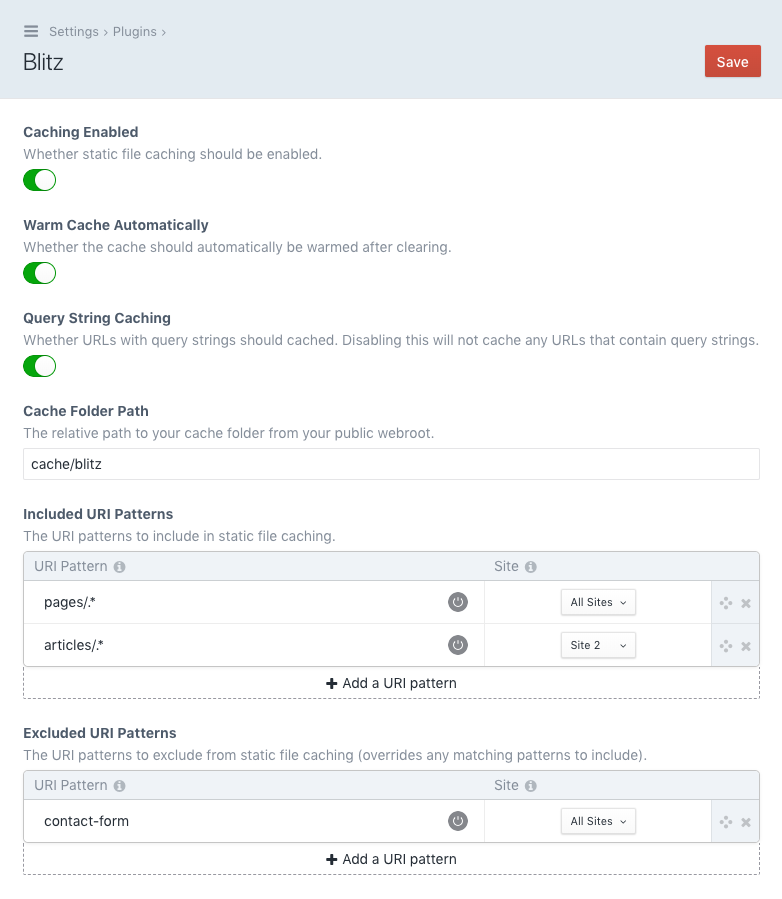 Settings › Plugins ›
Blitz
Save
Caching Enabled
Whether static file caching should be enabled.
Warm Cache Automatically
Whether the cache should automatically be warmed after clearing.
Query String Caching
Whether URLs with query strings should cached. Disabling this will not cache any URLs that contain query strings.
Cache Folder Path
The relative path to your cache folder from your public webroot.
cache/blitz
Included URI Patterns
The URI patterns to include in static file caching.
URI Pattern Site
pages/.* All Sites
articles/.* Site 2
Add a URI pattern
Excluded URI Patterns
The URI patterns to exclude from static file caching (overrides any matching patterns to include).
URI Pattern Site
contact-form All Sites
Add a URI pattern